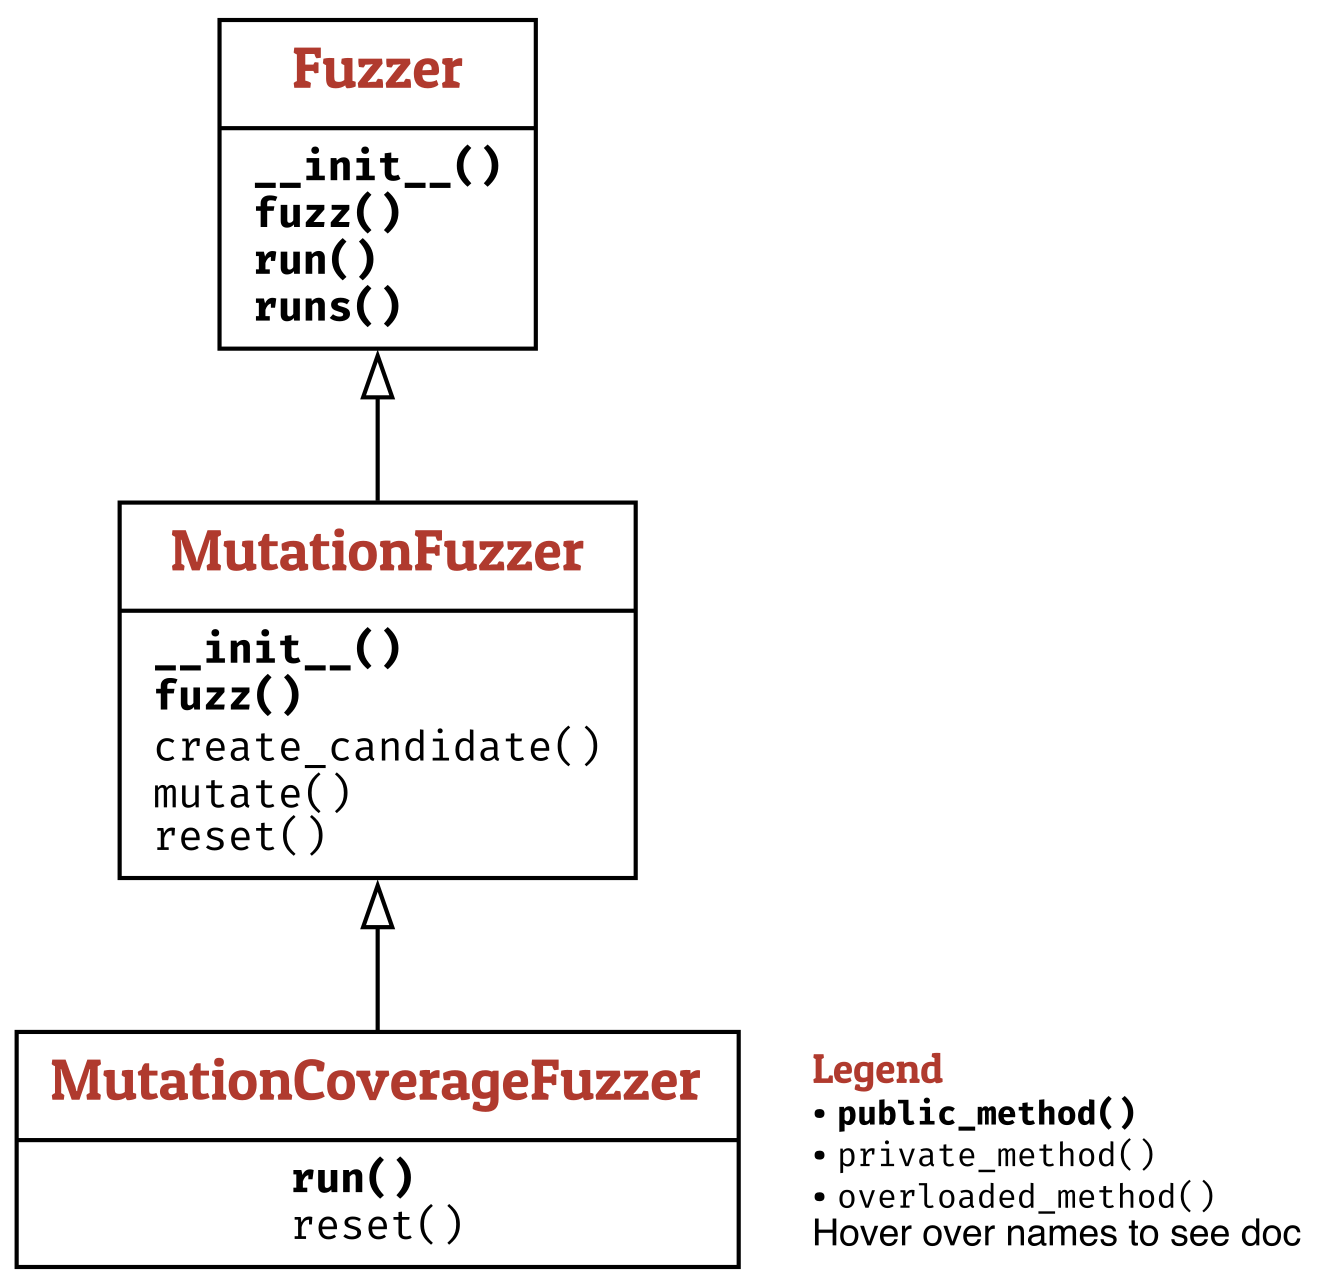 Fuzzer
__init__()
fuzz()
run()
runs()
MutationFuzzer
__init__()
fuzz()
create_candidate()
mutate()
reset()
MutationCoverageFuzzer
run()
reset()
Legend
• public_method()
• private_method()
• overloaded_method()
Hover over names to see doc